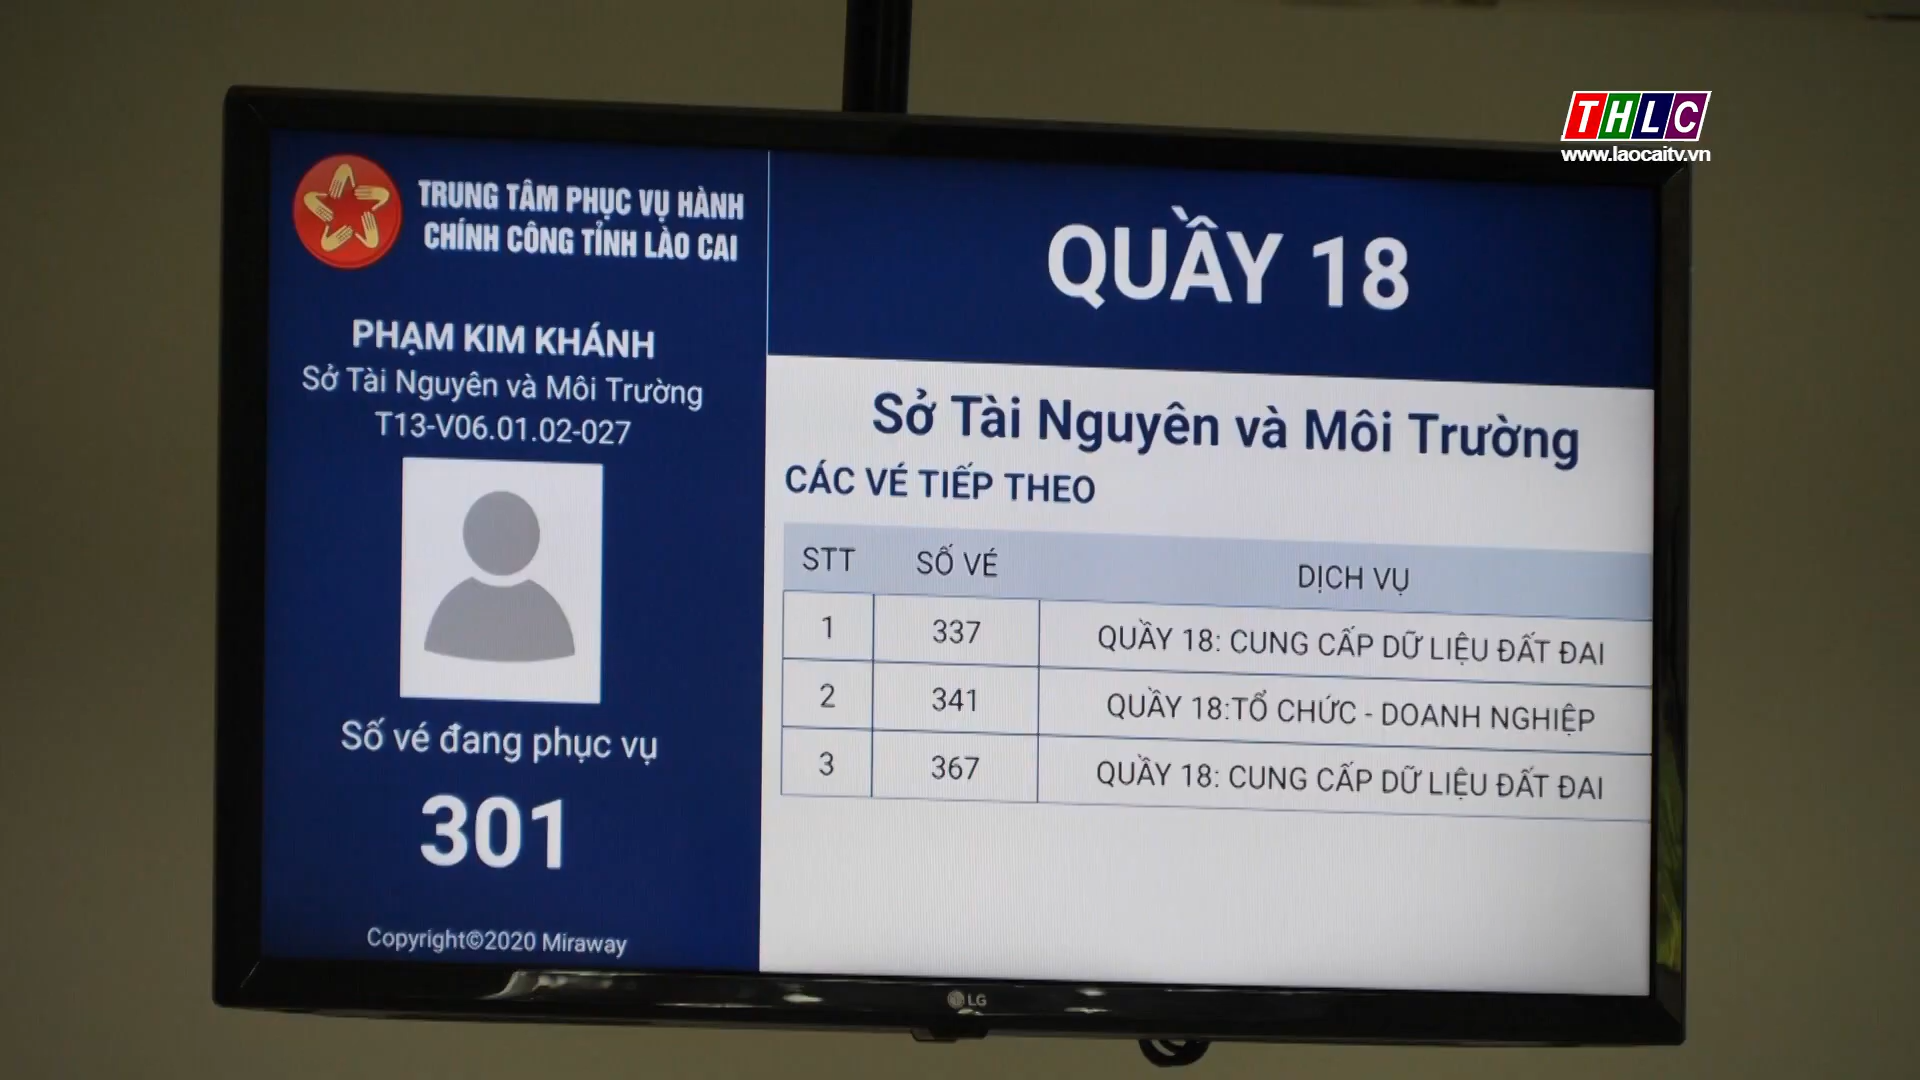 THLC
www.laocaitv.vn
TRUNG TÂM PHỤC VỤ HÀNH
CHÍNH CÔNG TỈNH LÀO CAI
PHẠM KIM KHÁNH
Sở Tài Nguyên và Môi Trường
T13-V06.01.02-027
Số vé đang phục vụ
301
Copyright©2020 Miraway
QUẦY 18
Sở Tài Nguyên và Môi Trường
CÁC VÉ TIẾP THEO
STT SỐ VÉ DỊCH VỤ
1 337 QUẦY 18: CUNG CẤP DỮ LIỆU ĐẤT ĐAI
2 341 QUẦY 18:TỔ CHỨC - DOANH NGHIỆP
3 367 QUẦY 18: CUNG CẤP DỮ LIỆU ĐẤT ĐAI
LG